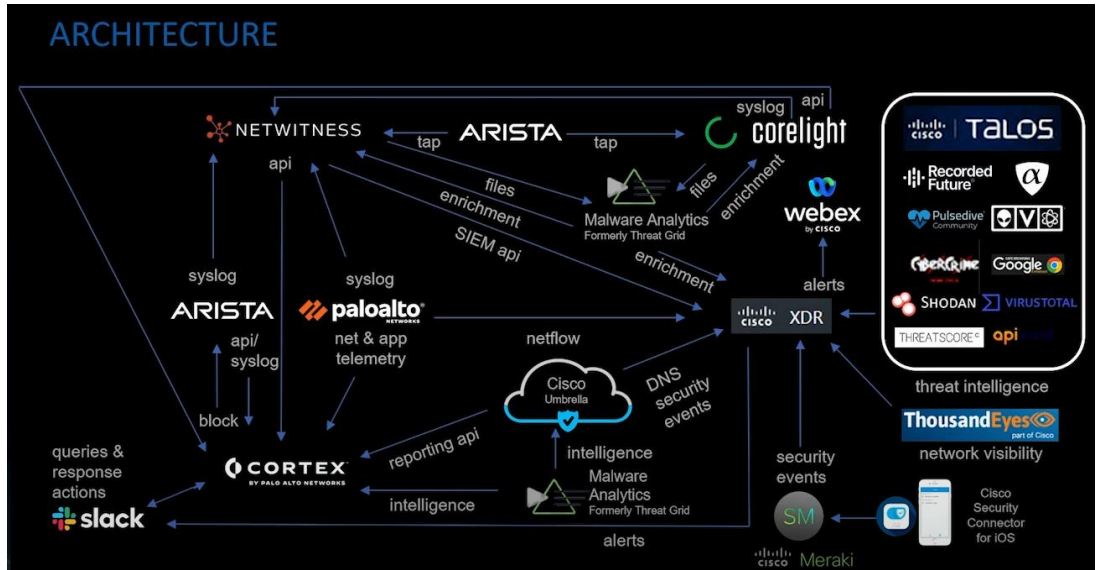 ARCHITECTURE
syslog
api
NETWITNESS
ARISTA
corelight
tap
tap
api
files
enrichment
SIEM api
files
enrichment
Malware Analytics
Formerly Threat Grid
enrichment
webex
by CISCO
alerts
CISCO TALOS
Recorded
Future
α
Pulsedive
Community
V
CYBERCRIME
Google
SHODAN
VIRUSTOTAL
THREATSCORE
api
threat intelligence
syslog
ARISTA
api/
syslog
block
syslog
paloalto
NETWORKS
net & app
telemetry
netflow
CISCO XDR
Cisco
Umbrella
DNS
security
events
reporting api
intelligence
ThousandEyes
part of Cisco
network visibility
queries &
response
actions
slack
CORTEX
BY PALO ALTO NETWORKS
intelligence
Malware
Analytics
Formerly Threat Grid
alerts
security
events
SM
CISCO Meraki
Cisco
Security
Connector
for iOS